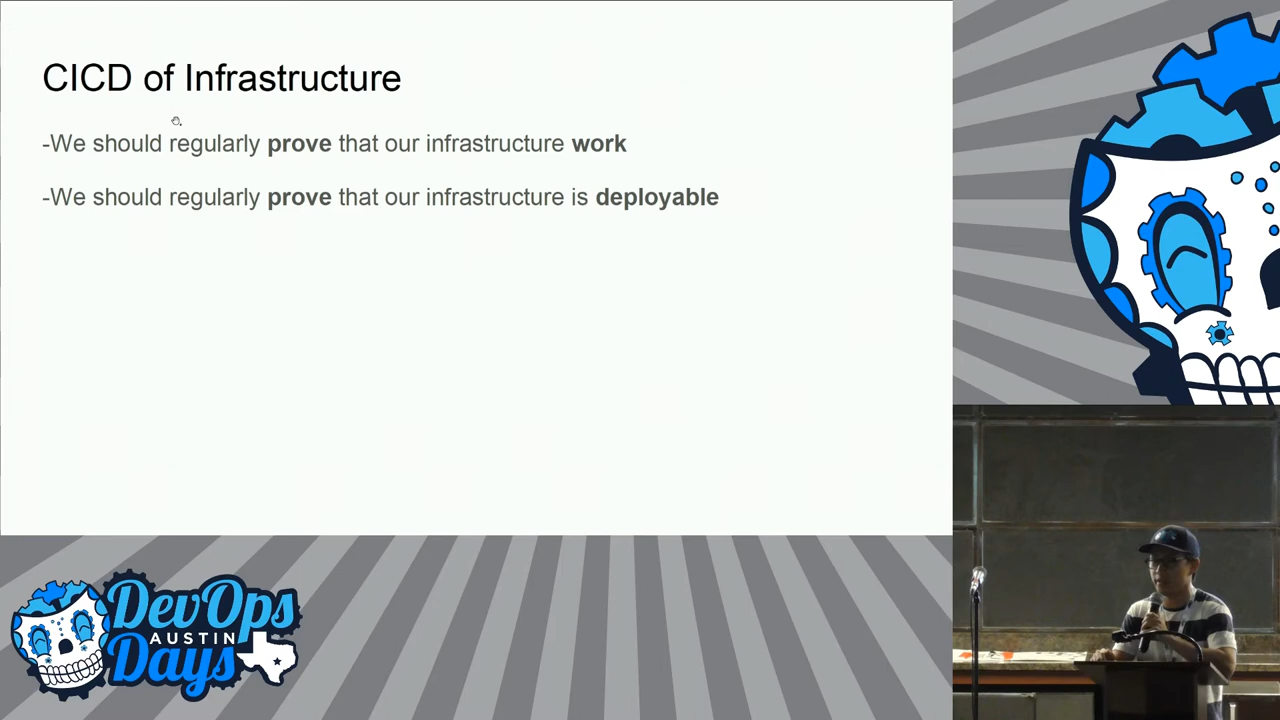 CICD of Infrastructure
-We should regularly prove that our infrastructure work
-We should regularly prove that our infrastructure is deployable
DevOps
AUSTIN
Days